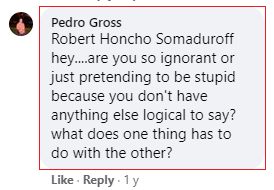 Pedro Gross
Robert Honcho Somaduroff
hey....are you so ignorant or
just pretending to be stupid
because you don't have
anything else logical to say?
what does one thing has to
do with the other?
Like · Reply · 1 y